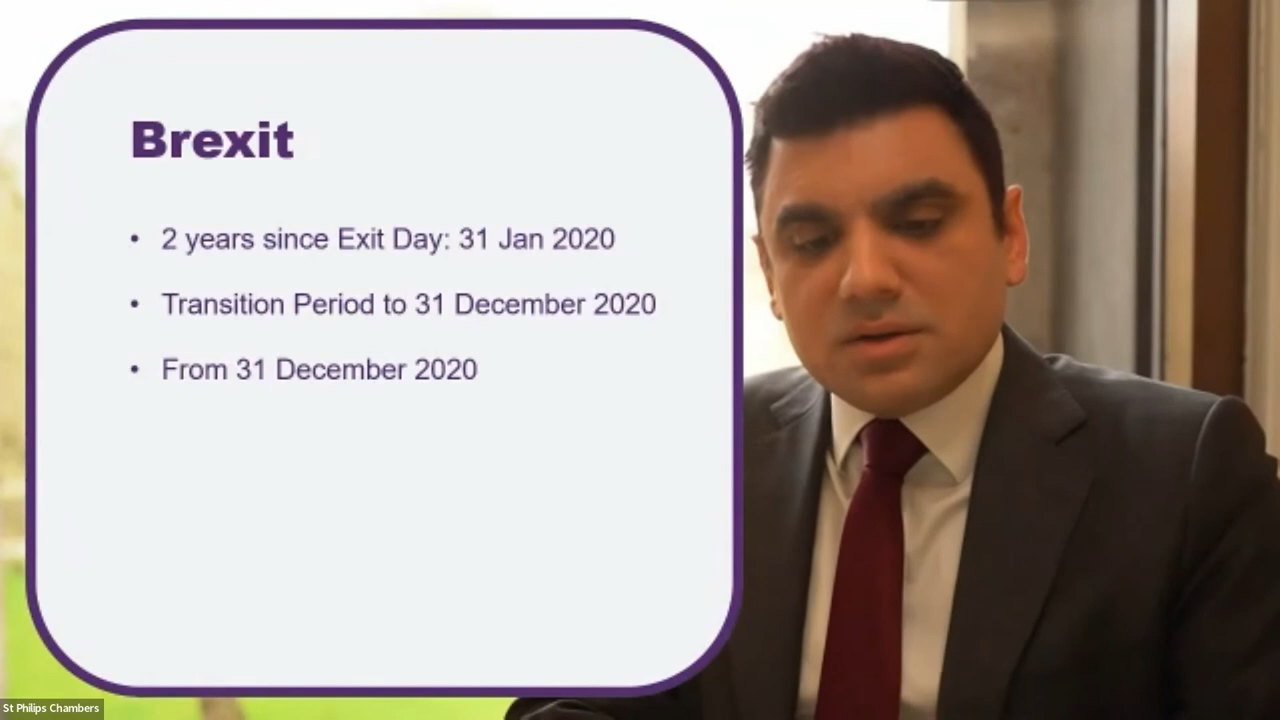 Brexit
• 2 years since Exit Day: 31 Jan 2020
• Transition Period to 31 December 2020
• From 31 December 2020
St Philips Chambers